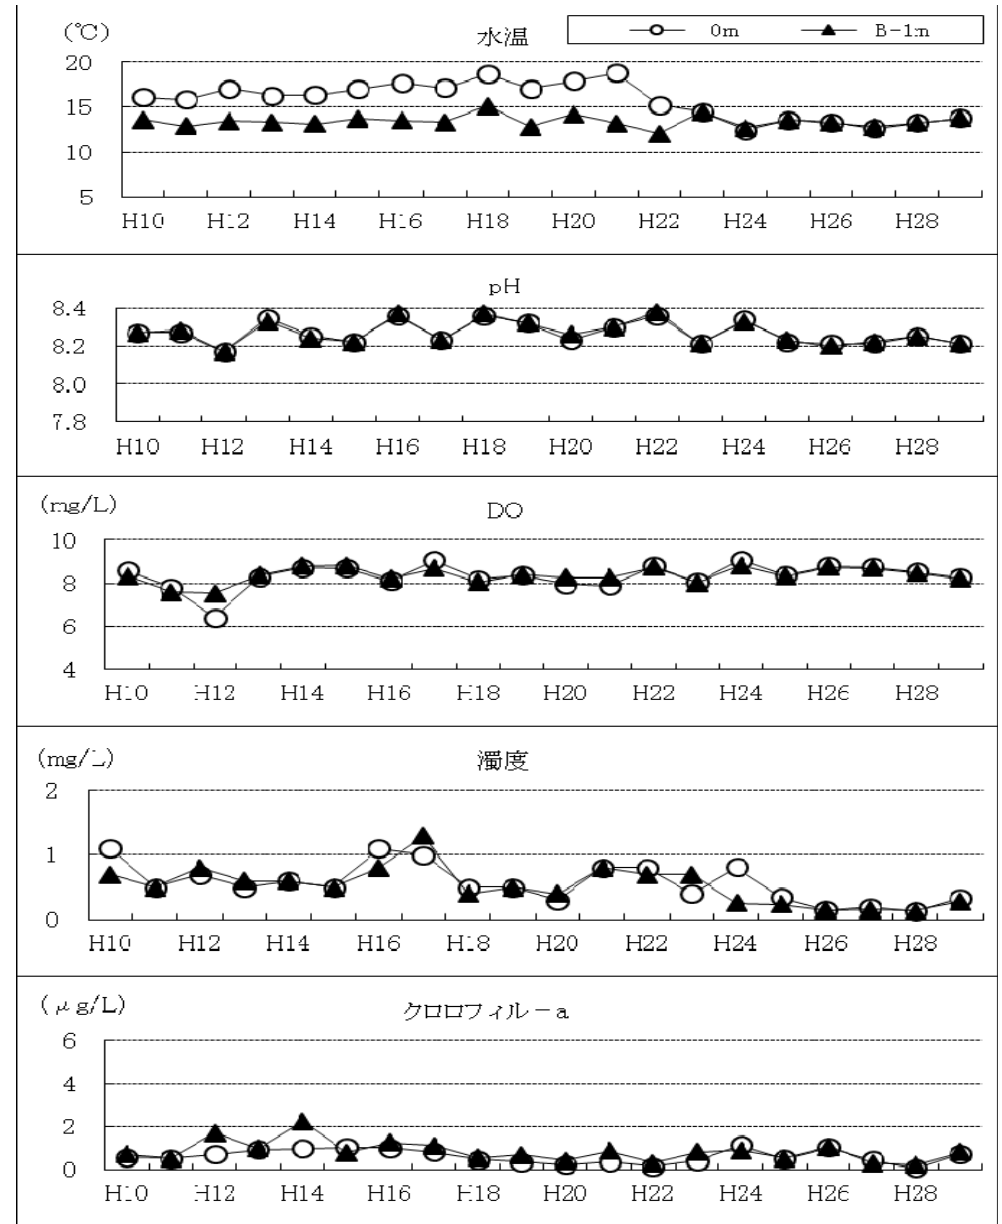 (℃)
水温
0m
B-1m
20
15
10
5
H10 H12 H14 H16 H18 H20 H22 H24 H26 H28
pH
8.4
8.2
8.0
7.8
H10 H12 H14 H16 H18 H20 H22 H24 H26 H28
(mg/L)
DO
10
8
6
4
H10 H12 H14 H16 H18 H20 H22 H24 H26 H28
(mg/L)
濁度
2
1
0
H10 H12 H14 H16 H18 H20 H22 H24 H26 H28
(μg/L)
クロロフィル-a
6
4
2
0
H10 H12 H14 H16 H18 H20 H22 H24 H26 H28